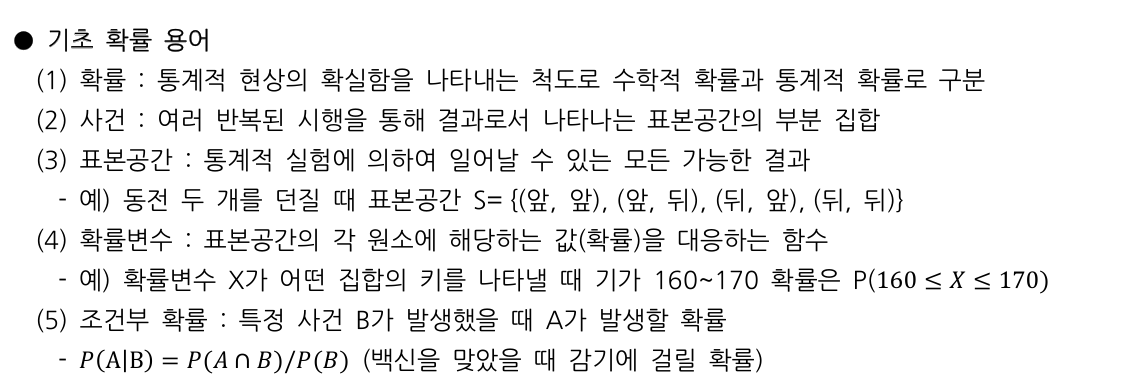 ● 기초 확률 용어
(1) 확률 : 통계적 현상의 확실함을 나타내는 척도로 수학적 확률과 통계적 확률로 구분
(2) 사건 : 여러 반복된 시행을 통해 결과로서 나타나는 표본공간의 부분 집합
(3) 표본공간 : 통계적 실험에 의하여 일어날 수 있는 모든 가능한 결과
- 예) 동전 두 개를 던질 때 표본공간 S= {(앞, 앞), (앞, 뒤), (뒤, 앞), (뒤, 뒤)}
(4) 확률변수 : 표본공간의 각 원소에 해당하는 값(확률)을 대응하는 함수
- 예) 확률변수 X가 어떤 집합의 키를 나타낼 때 기가 160~170 확률은 P(160 ≤ X ≤ 170)
(5) 조건부 확률 : 특정 사건 B가 발생했을 때 A가 발생할 확률
- P(A|B) = P(A ∩ B)/P(B) (백신을 맞았을 때 감기에 걸릴 확률)